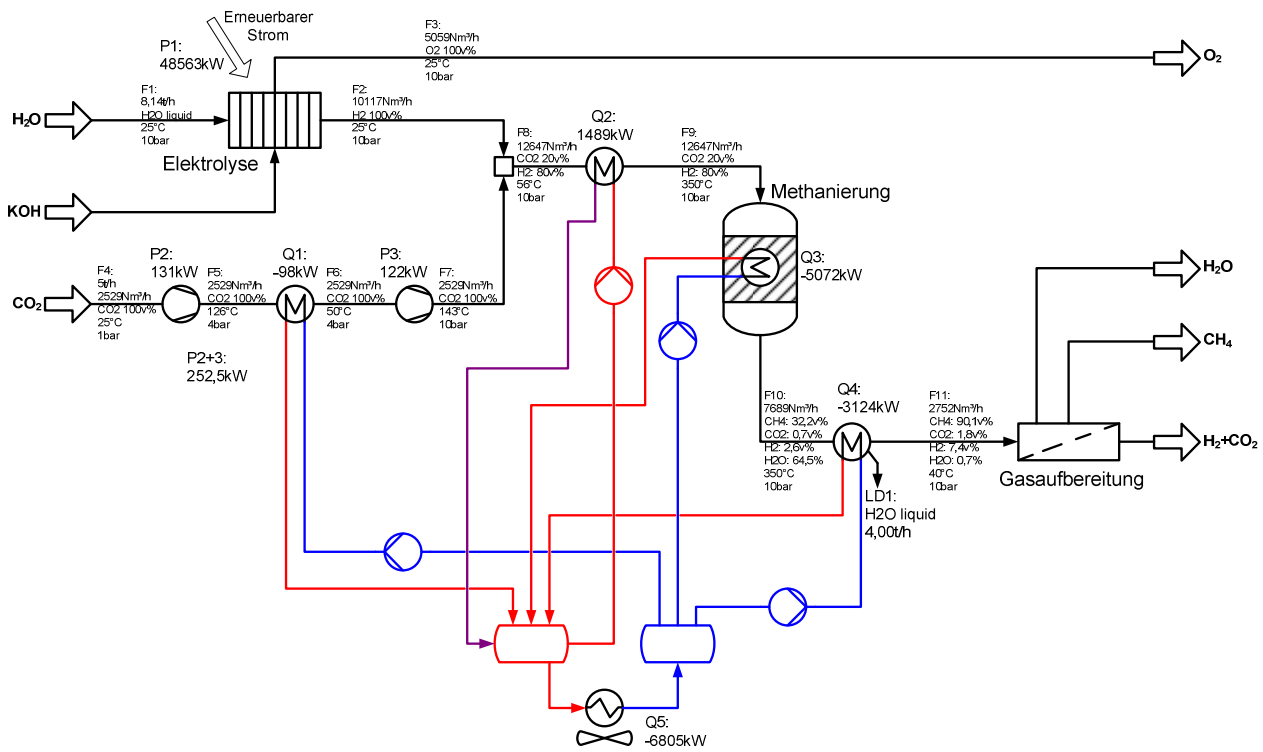 Erneuerbarer
Strom
P1:
48563kW
F3:
5059Nm³/h
O2 100v%
25°C
10bar
O₂
F1:
8,14t/h
H2O liquid
25°C
10bar
F2:
10117Nm³/h
H2 100v%
25°C
10bar
H₂O
Elektrolyse
KOH
F8:
12647Nm³/h
CO2 20v%
H2: 80v%
56°C
10bar
Q2:
1489kW
F9:
12647Nm³/h
CO2 20v%
H2: 80v%
350°C
10bar
Methanierung
Q3:
-5072kW
F4:
5t/h
2529Nm³/h
CO2 100v%
25°C
1bar
CO₂
P2:
131kW
F5:
2529Nm³/h
CO2 100v%
126°C
4bar
Q1:
-98kW
F6:
2529Nm³/h
CO2 100v%
50°C
4bar
P3:
122kW
F7:
2529Nm³/h
CO2 100v%
143°C
10bar
P2+3:
252,5kW
H₂O
CH₄
F10:
7689Nm³/h
CH4: 32,2v%
CO2: 0,7v%
H2: 2,6v%
H2O: 64,5%
350°C
10bar
Q4:
-3124kW
F11:
2752Nm³/h
CH4: 90,1v%
CO2: 1,8v%
H2: 7,4v%
H2O: 0,7%
40°C
10bar
H₂+CO₂
Gasaufbereitung
LD1:
H2O liquid
4,00t/h
Q5:
-6805kW